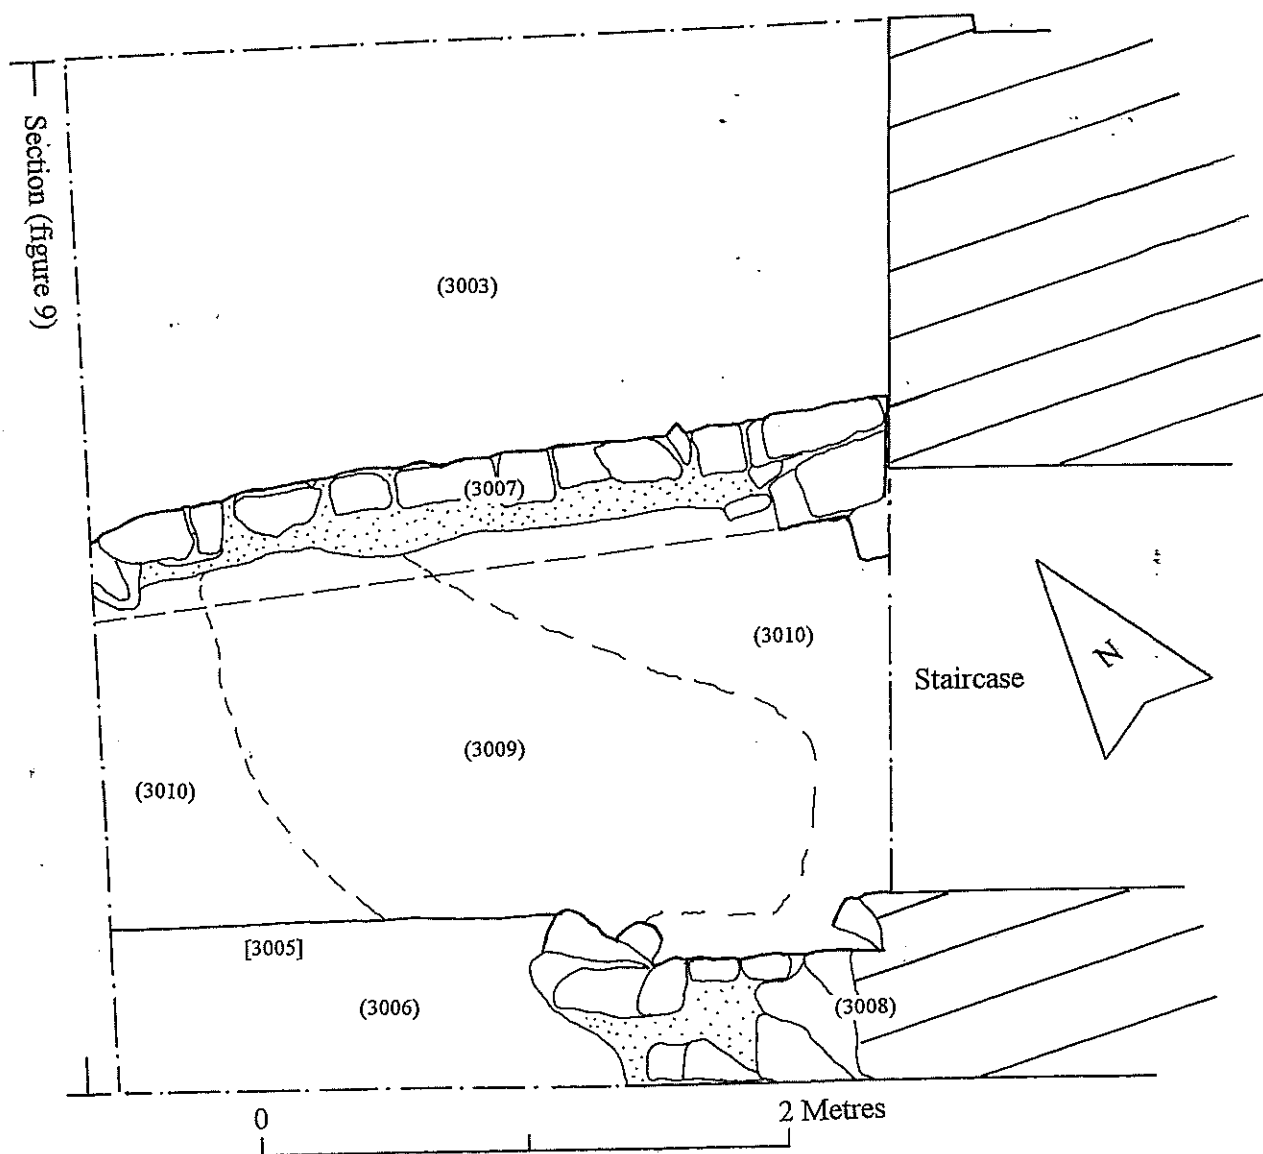 Section (figure 9)
(3003)
(3007)
(3010)
Staircase
N
(3009)
(3010)
[3005]
(3006)
(3008)
0
2 Metres